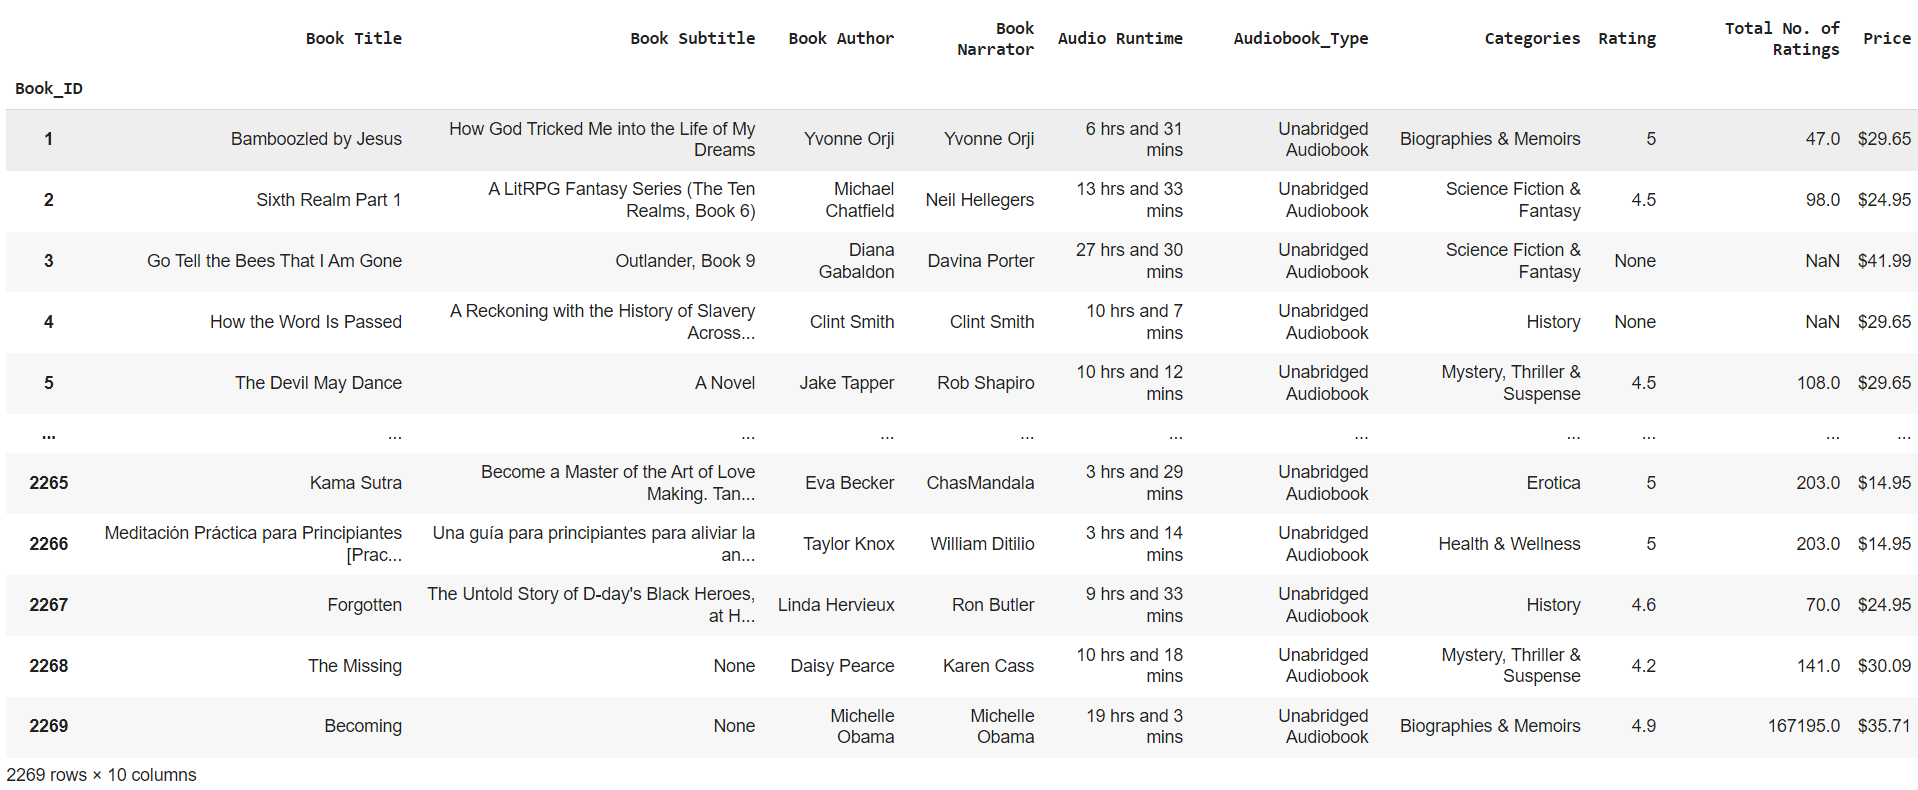 Book Title Book Subtitle Book Author Book Narrator Audio Runtime Audiobook_Type Categories Rating Total No. of Ratings Price
Book_ID
1 Bamboozled by Jesus How God Tricked Me into the Life of My Dreams Yvonne Orji Yvonne Orji 6 hrs and 31 mins Unabridged Audiobook Biographies & Memoirs 5 47.0 $29.65
2 Sixth Realm Part 1 A LitRPG Fantasy Series (The Ten Realms, Book 6) Michael Chatfield Neil Hellegers 13 hrs and 33 mins Unabridged Audiobook Science Fiction & Fantasy 4.5 98.0 $24.95
3 Go Tell the Bees That I Am Gone Outlander, Book 9 Diana Gabaldon Davina Porter 27 hrs and 30 mins Unabridged Audiobook Science Fiction & Fantasy None NaN $41.99
4 How the Word Is Passed A Reckoning with the History of Slavery Across... Clint Smith Clint Smith 10 hrs and 7 mins Unabridged Audiobook History None NaN $29.65
5 The Devil May Dance A Novel Jake Tapper Rob Shapiro 10 hrs and 12 mins Unabridged Audiobook Mystery, Thriller & Suspense 4.5 108.0 $29.65
... ... ... ... ... ... ... ... ... ... ...
2265 Kama Sutra Become a Master of the Art of Love Making. Tan... Eva Becker ChasMandala 3 hrs and 29 mins Unabridged Audiobook Erotica 5 203.0 $14.95
2266 Meditación Práctica para Principiantes [Prac... Una guía para principiantes para aliviar la an... Taylor Knox William Ditilio 3 hrs and 14 mins Unabridged Audiobook Health & Wellness 5 203.0 $14.95
2267 Forgotten The Untold Story of D-day's Black Heroes, at H... Linda Hervieux Ron Butler 9 hrs and 33 mins Unabridged Audiobook History 4.6 70.0 $24.95
2268 The Missing None Daisy Pearce Karen Cass 10 hrs and 18 mins Unabridged Audiobook Mystery, Thriller & Suspense 4.2 141.0 $30.09
2269 Becoming None Michelle Obama Michelle Obama 19 hrs and 3 mins Unabridged Audiobook Biographies & Memoirs 4.9 167195.0 $35.71
2269 rows × 10 columns